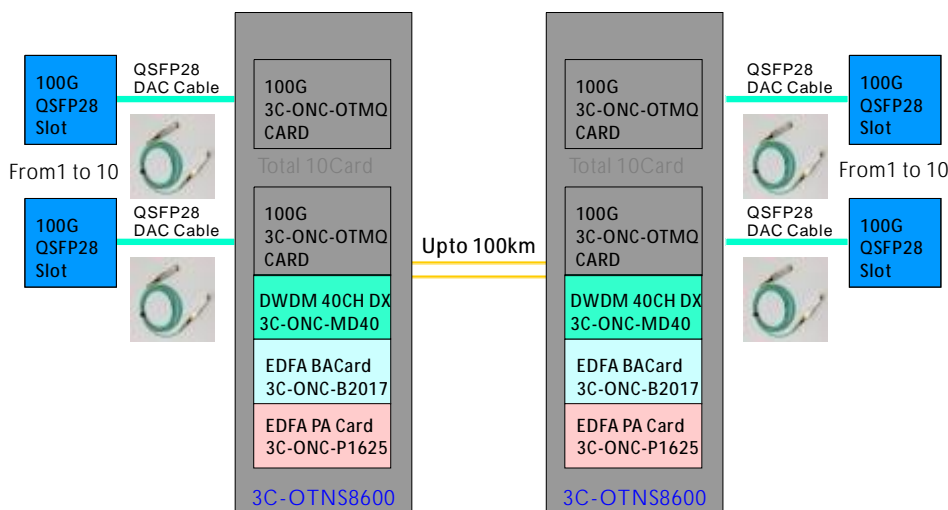 100G
QSFP28
Slot
From1 to 10
100G
QSFP28
Slot
QSFP28
DAC Cable
QSFP28
DAC Cable
100G
3C-ONC-OTMQ
CARD
Total 10Card
100G
3C-ONC-OTMQ
CARD
DWDM 40CH DX
3C-ONC-MD40
EDFA BACard
3C-ONC-B2017
EDFA PA Card
3C-ONC-P1625
3C-OTNS8600
Upto 100km
100G
3C-ONC-OTMQ
CARD
Total 10Card
100G
3C-ONC-OTMQ
CARD
DWDM 40CH DX
3C-ONC-MD40
EDFA BACard
3C-ONC-B2017
EDFA PA Card
3C-ONC-P1625
3C-OTNS8600
QSFP28
DAC Cable
QSFP28
DAC Cable
100G
QSFP28
Slot
From1 to 10
100G
QSFP28
Slot